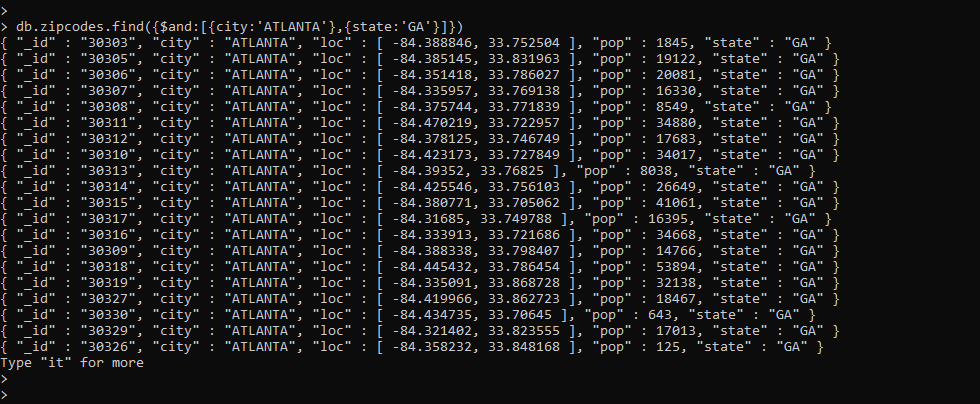 >
> db.zipcodes.find({$and:[{city:'ATLANTA'},{state:'GA'}]})
{ "_id" : "30303", "city" : "ATLANTA", "loc" : [ -84.388846, 33.752504 ], "pop" : 1845, "state" : "GA" }
{ "_id" : "30305", "city" : "ATLANTA", "loc" : [ -84.385145, 33.831963 ], "pop" : 19122, "state" : "GA" }
{ "_id" : "30306", "city" : "ATLANTA", "loc" : [ -84.351418, 33.786027 ], "pop" : 20081, "state" : "GA" }
{ "_id" : "30307", "city" : "ATLANTA", "loc" : [ -84.335957, 33.769138 ], "pop" : 16330, "state" : "GA" }
{ "_id" : "30308", "city" : "ATLANTA", "loc" : [ -84.375744, 33.771839 ], "pop" : 8549, "state" : "GA" }
{ "_id" : "30311", "city" : "ATLANTA", "loc" : [ -84.470219, 33.722957 ], "pop" : 34880, "state" : "GA" }
{ "_id" : "30312", "city" : "ATLANTA", "loc" : [ -84.378125, 33.746749 ], "pop" : 17683, "state" : "GA" }
{ "_id" : "30310", "city" : "ATLANTA", "loc" : [ -84.423173, 33.727849 ], "pop" : 34017, "state" : "GA" }
{ "_id" : "30313", "city" : "ATLANTA", "loc" : [ -84.39352, 33.76825 ], "pop" : 8038, "state" : "GA" }
{ "_id" : "30314", "city" : "ATLANTA", "loc" : [ -84.425546, 33.756103 ], "pop" : 26649, "state" : "GA" }
{ "_id" : "30315", "city" : "ATLANTA", "loc" : [ -84.380771, 33.705062 ], "pop" : 41061, "state" : "GA" }
{ "_id" : "30317", "city" : "ATLANTA", "loc" : [ -84.31685, 33.749788 ], "pop" : 16395, "state" : "GA" }
{ "_id" : "30316", "city" : "ATLANTA", "loc" : [ -84.333913, 33.721686 ], "pop" : 34668, "state" : "GA" }
{ "_id" : "30309", "city" : "ATLANTA", "loc" : [ -84.388338, 33.798407 ], "pop" : 14766, "state" : "GA" }
{ "_id" : "30318", "city" : "ATLANTA", "loc" : [ -84.445432, 33.786454 ], "pop" : 53894, "state" : "GA" }
{ "_id" : "30319", "city" : "ATLANTA", "loc" : [ -84.335091, 33.868728 ], "pop" : 32138, "state" : "GA" }
{ "_id" : "30327", "city" : "ATLANTA", "loc" : [ -84.419966, 33.862723 ], "pop" : 18467, "state" : "GA" }
{ "_id" : "30330", "city" : "ATLANTA", "loc" : [ -84.434735, 33.70645 ], "pop" : 643, "state" : "GA" }
{ "_id" : "30329", "city" : "ATLANTA", "loc" : [ -84.321402, 33.823555 ], "pop" : 17013, "state" : "GA" }
{ "_id" : "30326", "city" : "ATLANTA", "loc" : [ -84.358232, 33.848168 ], "pop" : 125, "state" : "GA" }
Type "it" for more
>
>